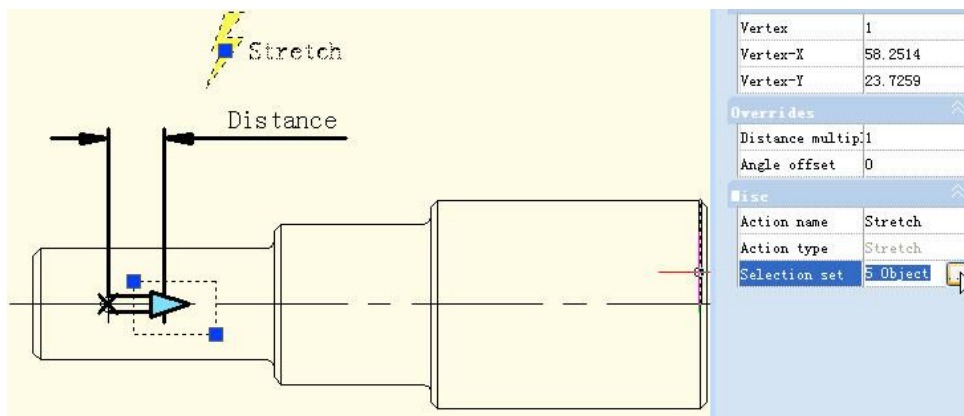 Stretch
Distance
Vertex 1
Vertex-X 58.2514
Vertex-Y 23.7259
Overrides
Distance multip. 1
Angle offset 0
Misc
Action name Stretch
Action type Stretch
Selection set 5 Object